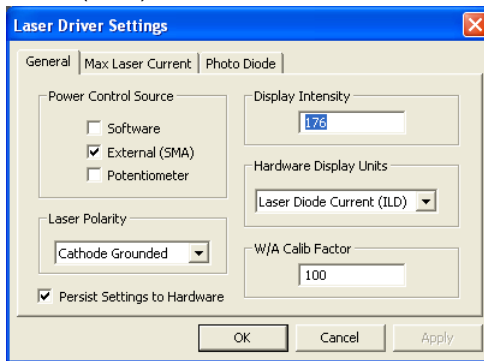 Laser Driver Settings
General Max Laser Current Photo Diode
Power Control Source
Software
External (SMA)
Potentiometer
Laser Polarity
Cathode Grounded
Persist Settings to Hardware
Display Intensity
176
Hardware Display Units
Laser Diode Current (ILD)
W/A Calib Factor
100
OK Cancel Apply